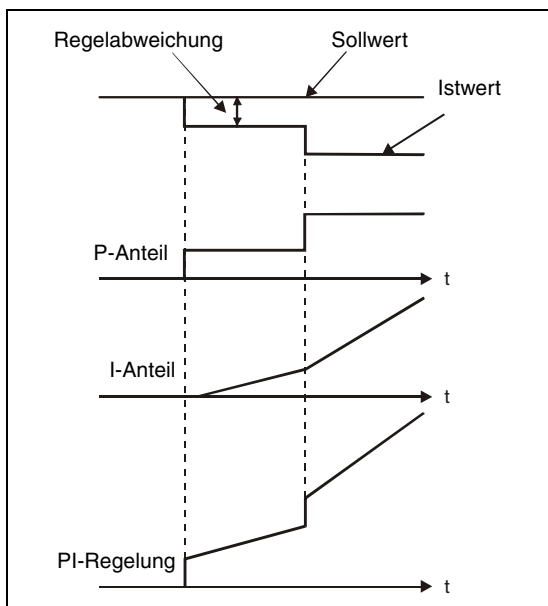 Regelabweichung
Sollwert
Istwert
P-Anteil
t
I-Anteil
t
PI-Regelung
t